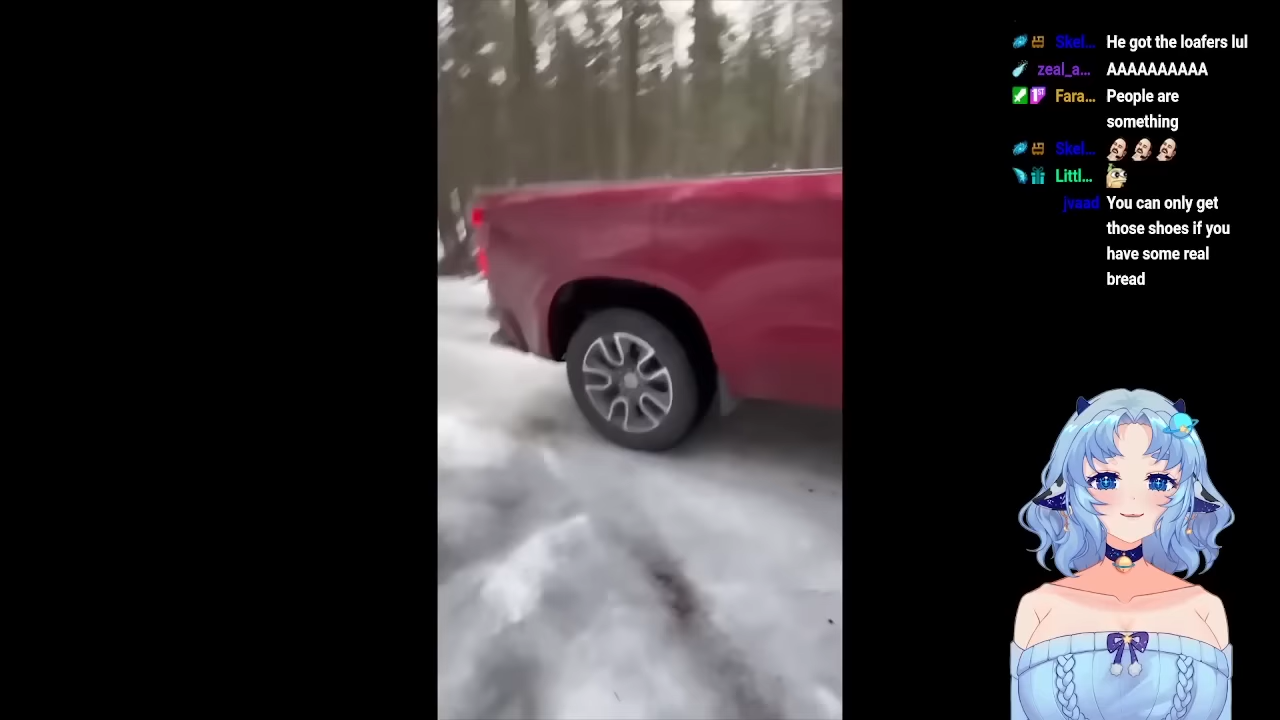 Skel... He got the loafers lul
zeal_a... AAAAAAAAAA
1ST Fara... People are
something
Skel...
Littl...
jvaad You can only get
those shoes if you
have some real
bread